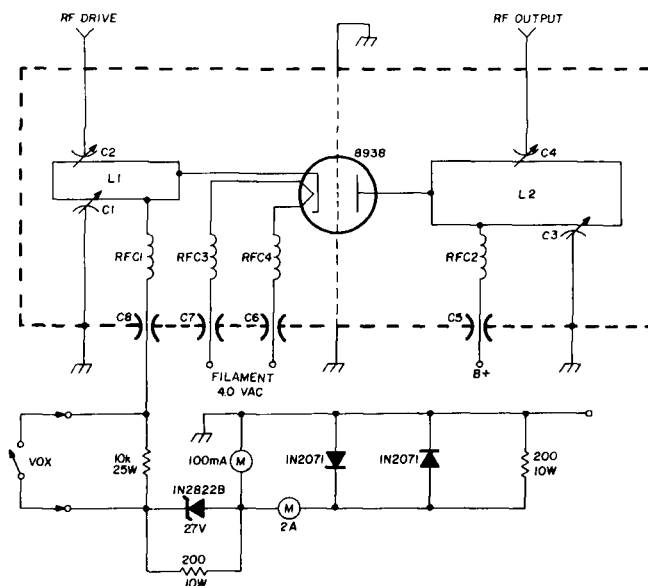 RF DRIVE
RF OUTPUT
8938
C2
L1
C1
C4
L2
C3
RFC1
RFC3
RFC4
RFC2
C8
C7
C6
C5
FILAMENT
4.0 VAC
B+
VOX
10k
25W
100mA
M
1N2071
1N2071
200
10W
1N2822B
27V
M
2A
200
10W